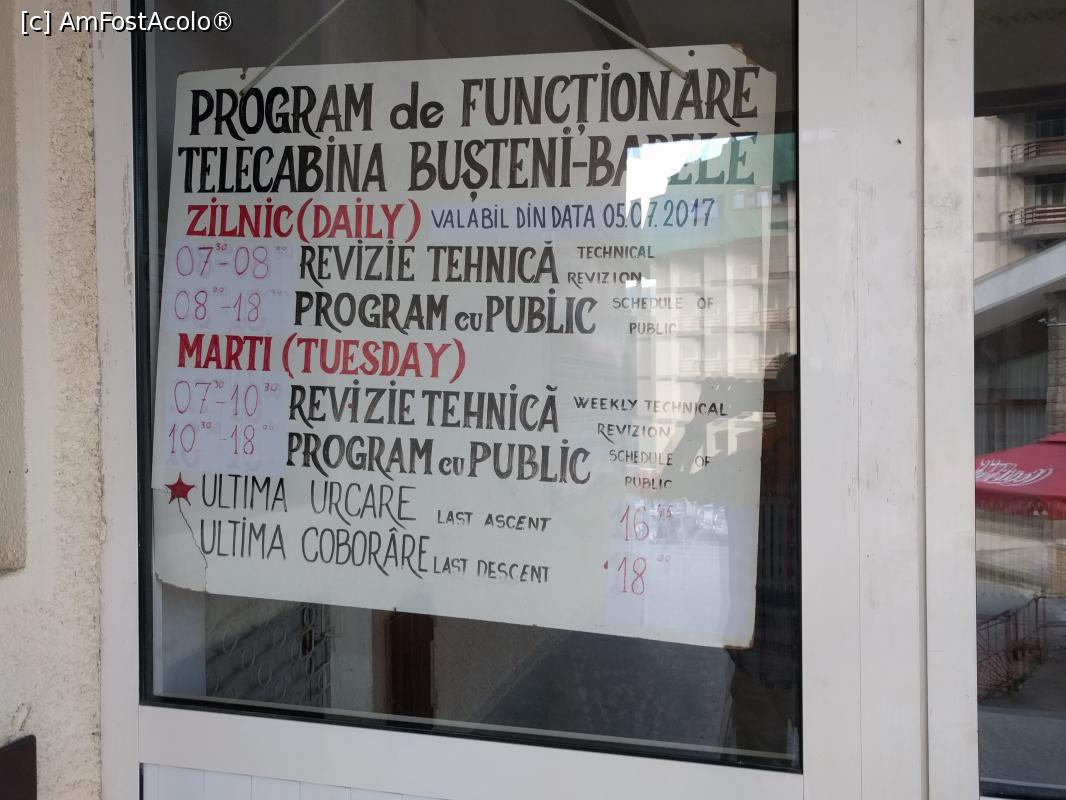 [c] AmFostAcolo®
PROGRAM de FUNCȚIONARE
TELECABINA BUȘTENI-BABELE
ZILNIC (DAILY) VALABIL DIN DATA 05.07.2017
07³⁰-08⁰⁰ REVIZIE TEHNICĂ TECHNICAL REVIZION
08⁰⁰-18⁰⁰ PROGRAM cu PUBLIC SCHEDULE OF PUBLIC
MARTI (TUESDAY)
07³⁰-10³⁰ REVIZIE TEHNICĂ WEEKLY TECHNICAL REVIZION
10³⁰-18⁰⁰ PROGRAM cu PUBLIC SCHEDULE OF PUBLIC
★ ULTIMA URCARE LAST ASCENT 16⁴⁵
ULTIMA COBORÂRE LAST DESCENT 18⁰⁰
Coca-Cola